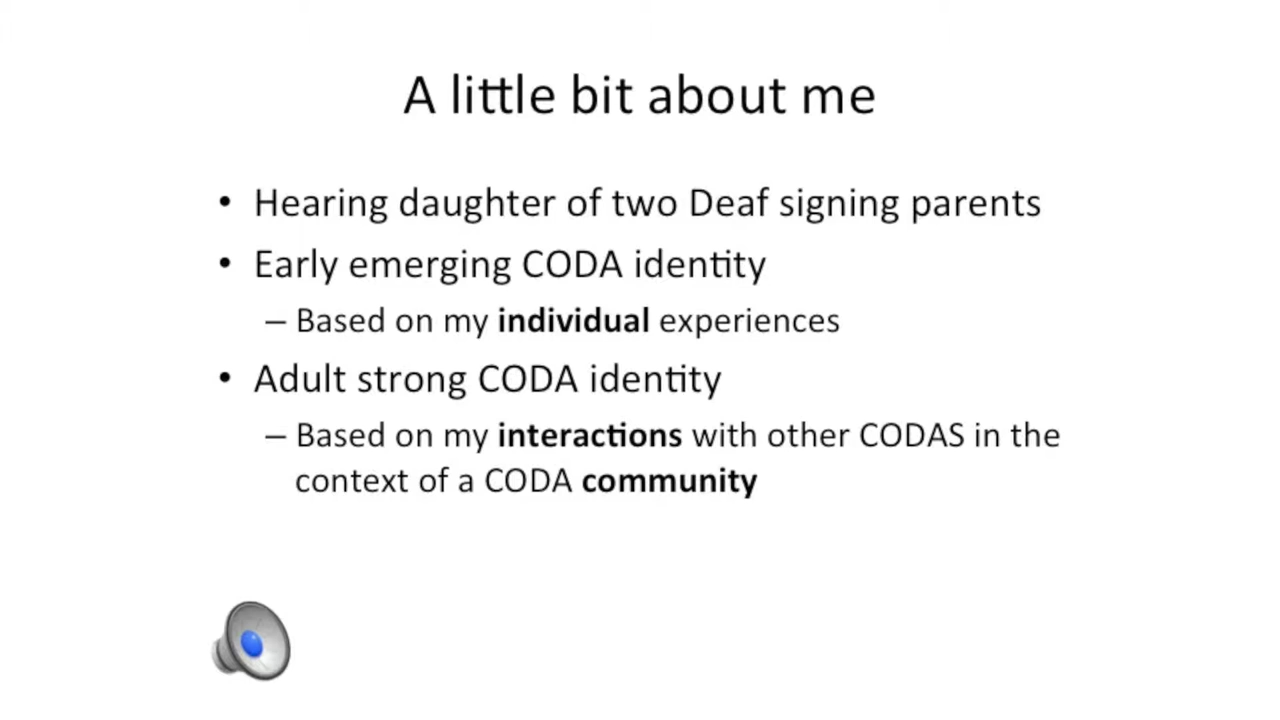 A little bit about me
• Hearing daughter of two Deaf signing parents
• Early emerging CODA identity
– Based on my individual experiences
• Adult strong CODA identity
– Based on my interactions with other CODAS in the
context of a CODA community